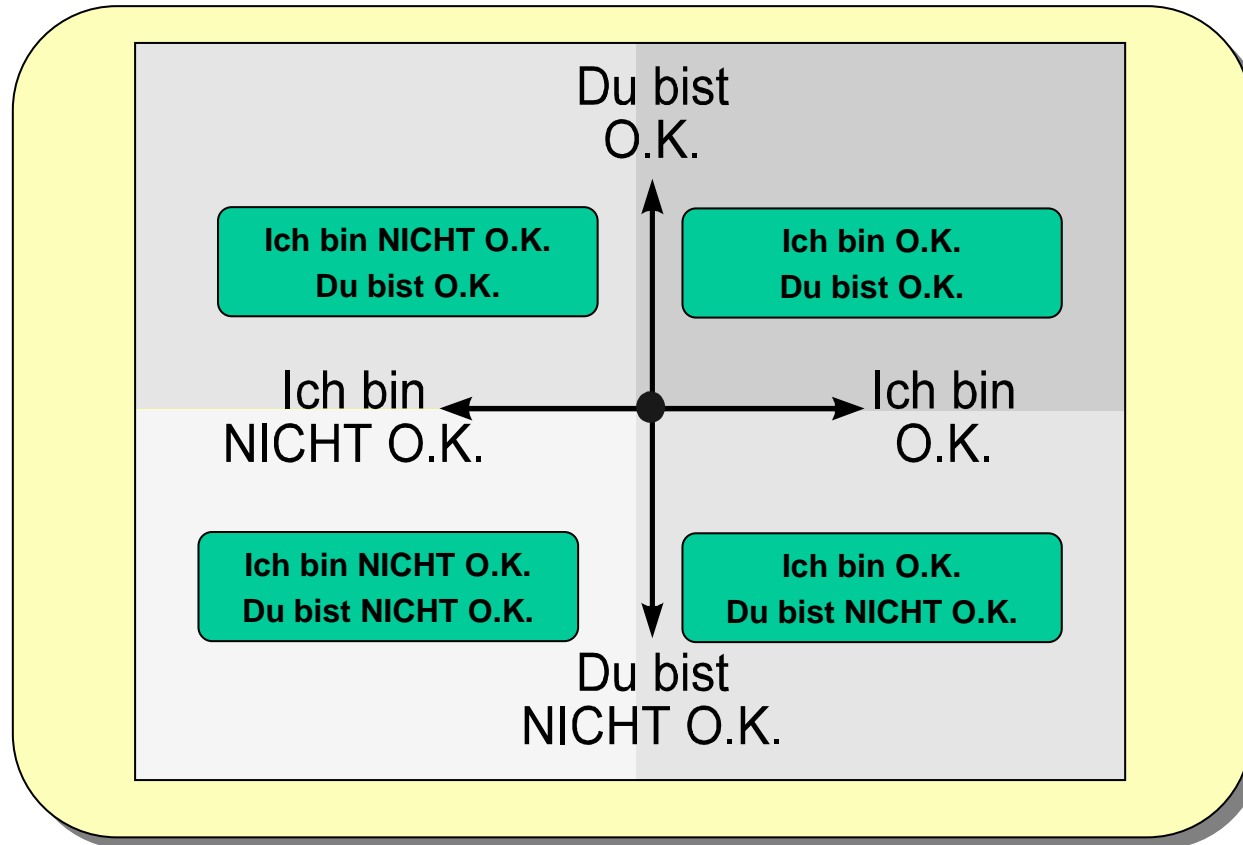 Du bist
O.K.
Ich bin NICHT O.K.
Du bist O.K.
Ich bin O.K.
Du bist O.K.
Ich bin
NICHT O.K.
Ich bin
O.K.
Ich bin NICHT O.K.
Du bist NICHT O.K.
Ich bin O.K.
Du bist NICHT O.K.
Du bist
NICHT O.K.